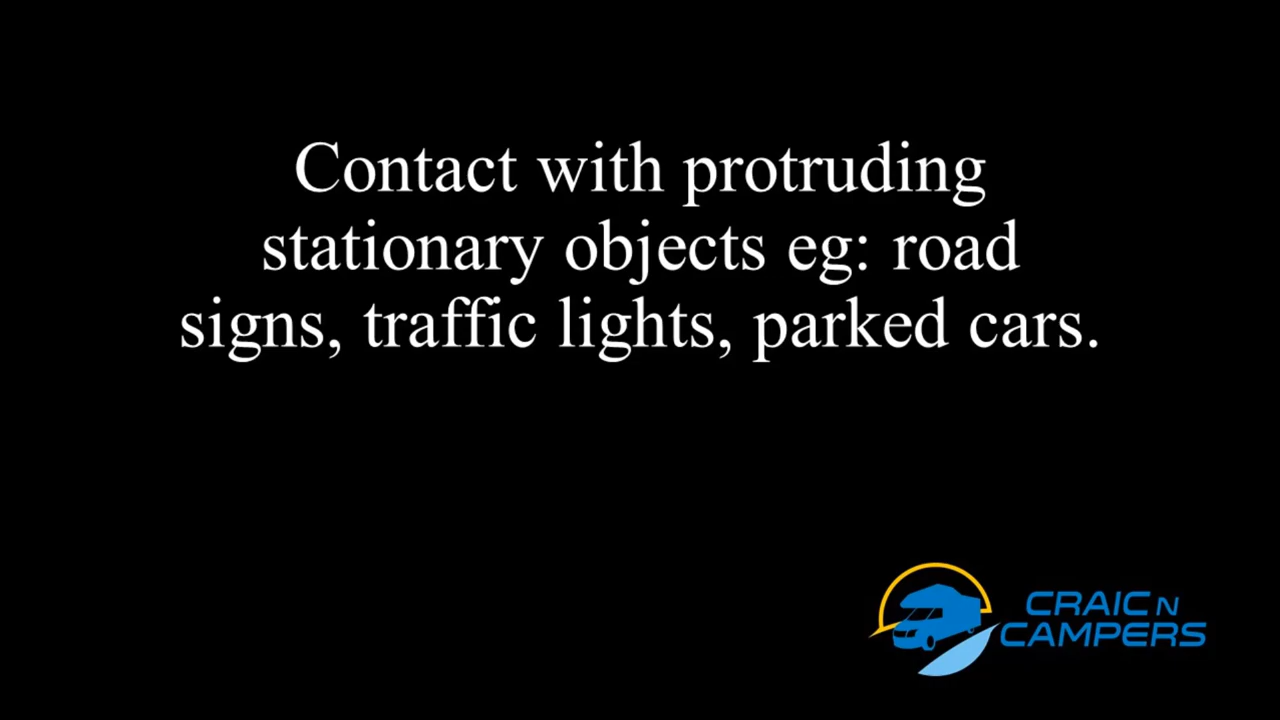 Contact with protruding
stationary objects eg: road
signs, traffic lights, parked cars.
CRAIC N
CAMPERS